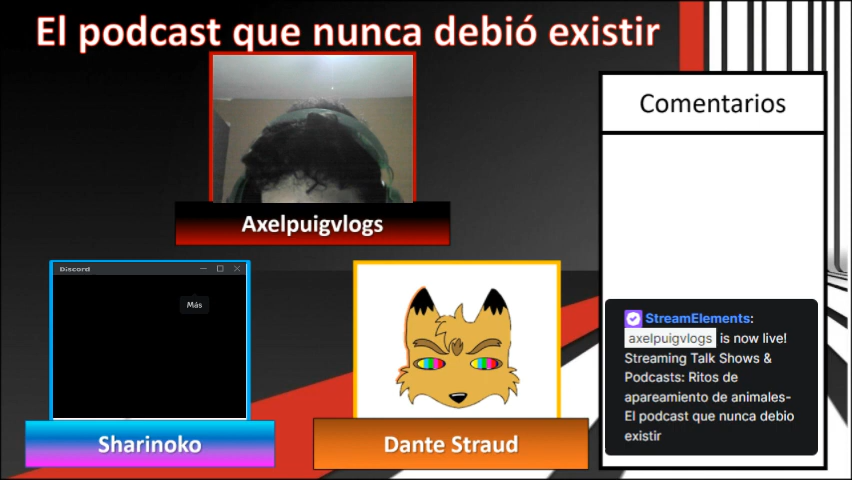 El podcast que nunca debió existir
Comentarios
Axelpuigvlogs
Discord
Más
StreamElements:
axelpuigvlogs is now live!
Streaming Talk Shows &
Podcasts: Ritos de
apareamiento de animales-
El podcast que nunca debio
existir
Sharinoko
Dante Straud